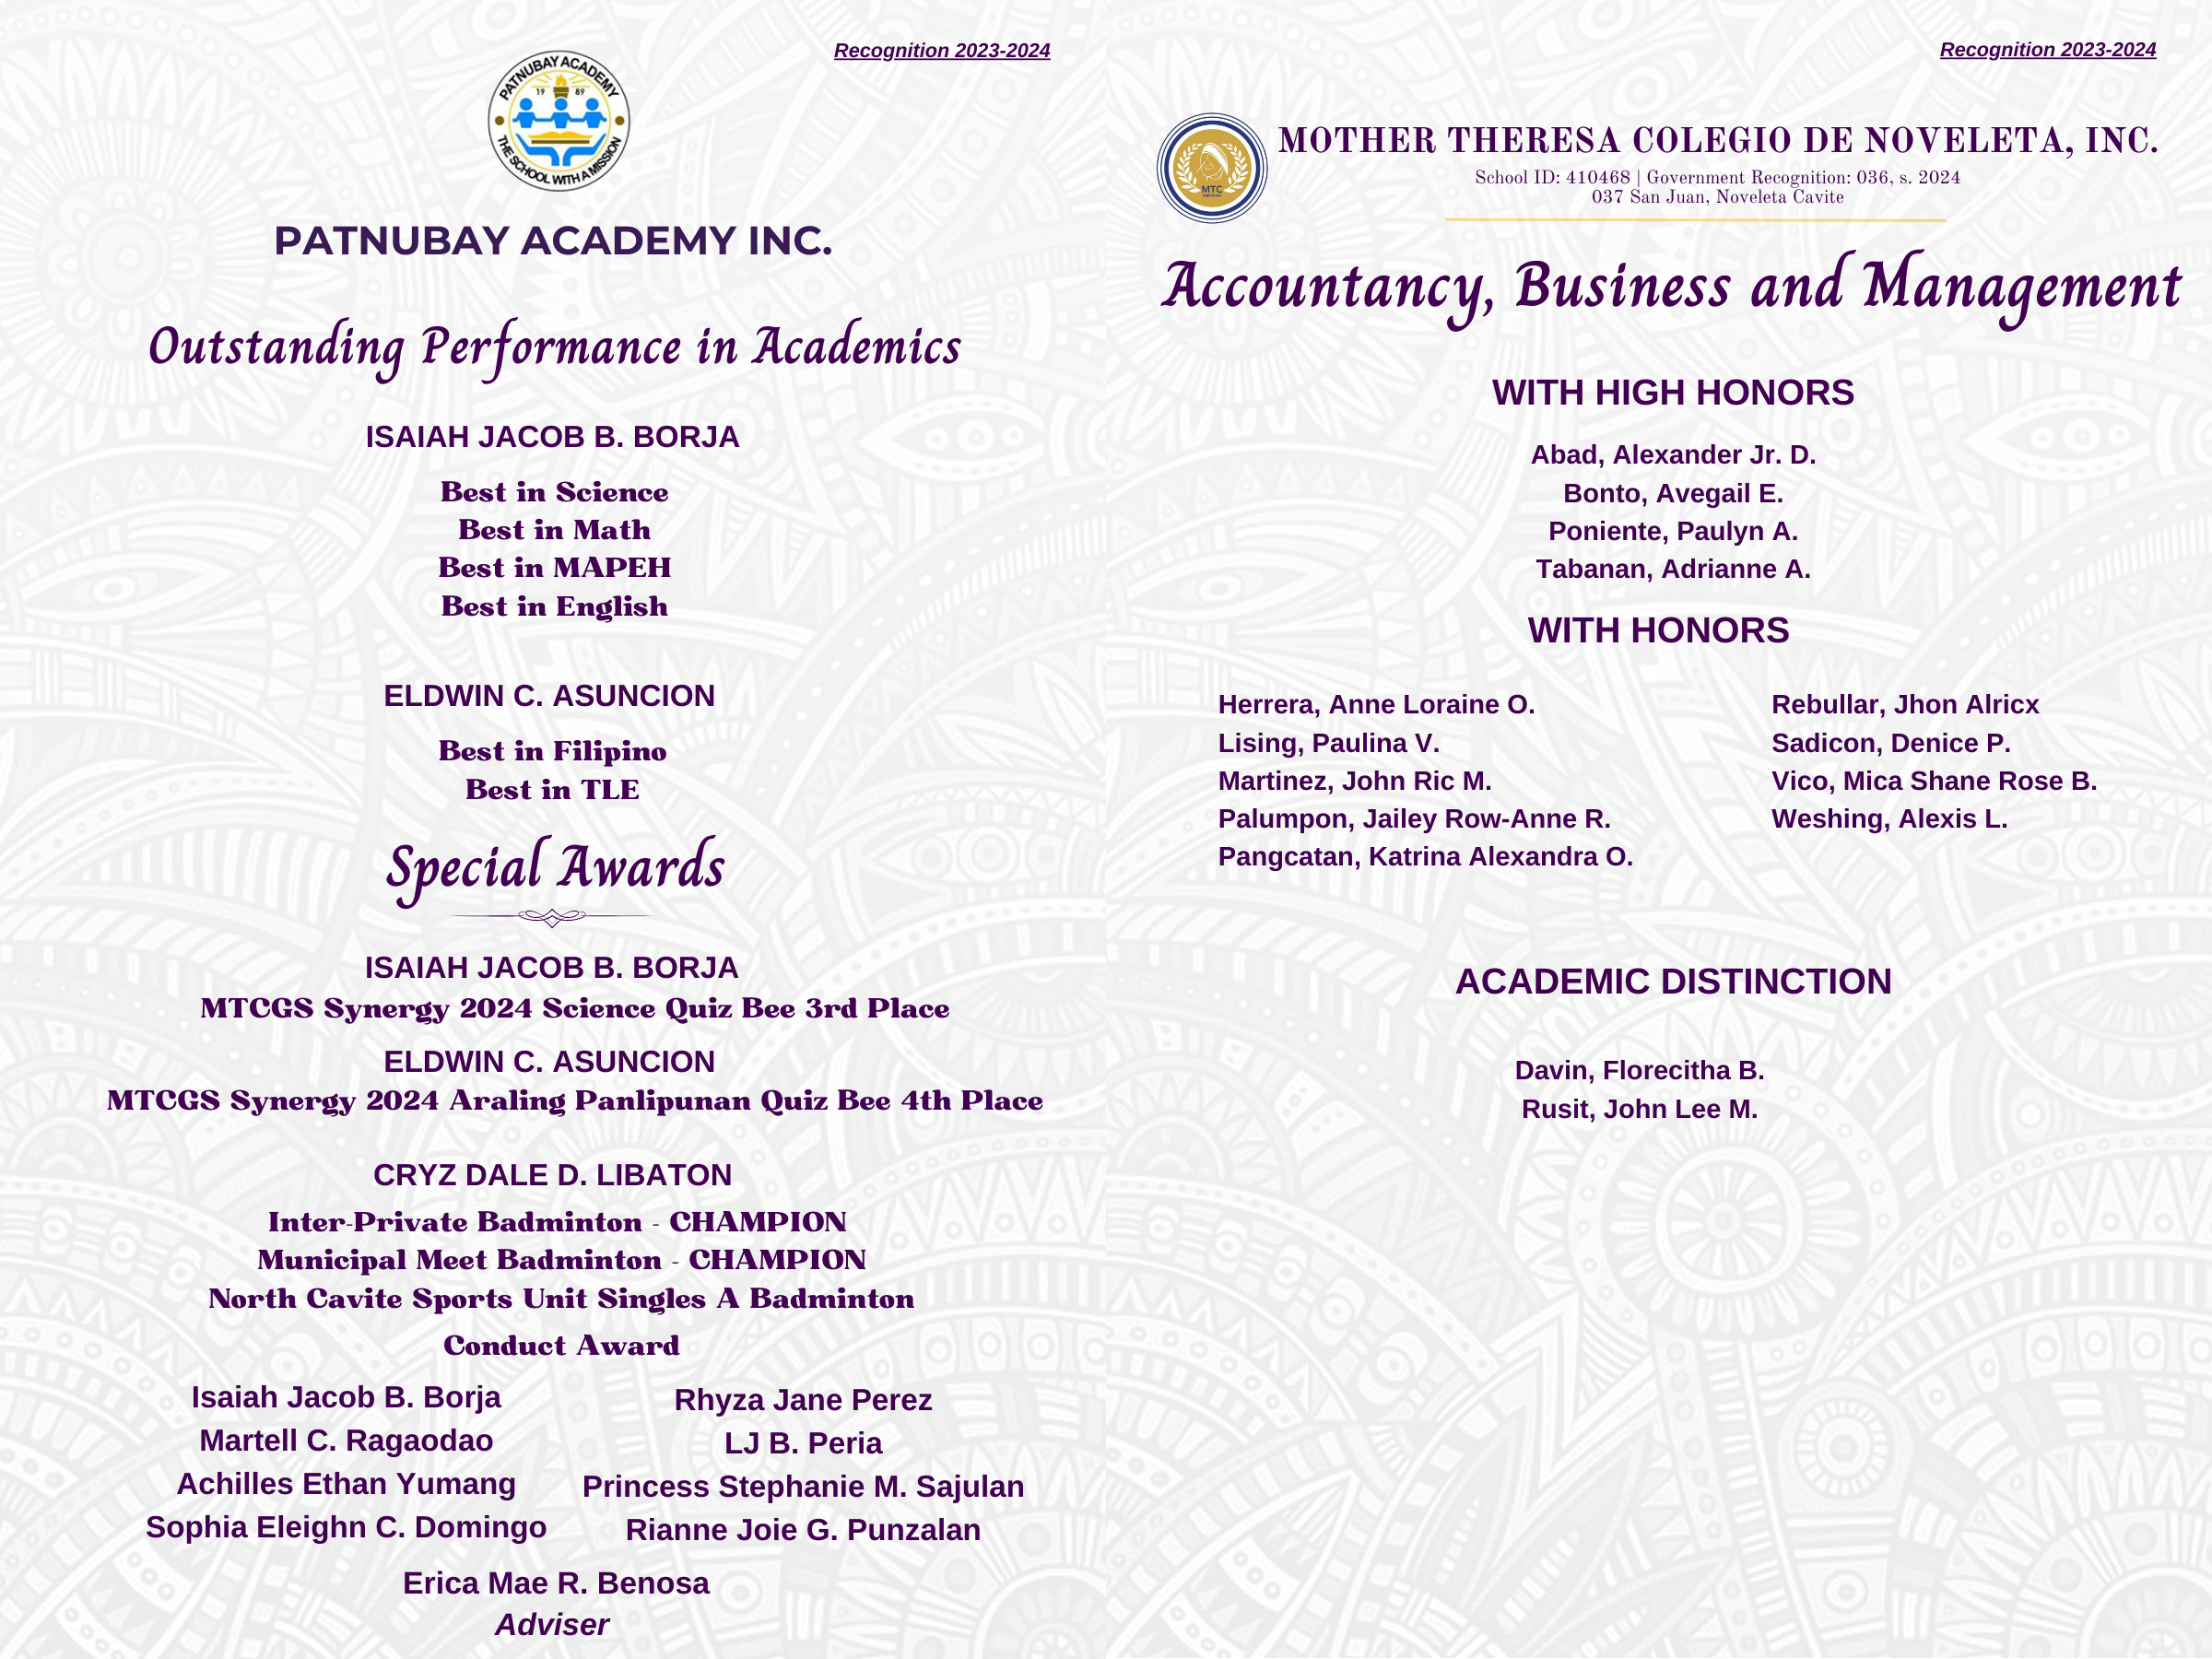 Recognition 2023-2024
PATNUBAY ACADEMY
19 89
THE SCHOOL WITH A MISSION
PATNUBAY ACADEMY INC.
Outstanding Performance in Academics
ISAIAH JACOB B. BORJA
Best in Science
Best in Math
Best in MAPEH
Best in English
ELDWIN C. ASUNCION
Best in Filipino
Best in TLE
Special Awards
ISAIAH JACOB B. BORJA
MTCGS Synergy 2024 Science Quiz Bee 3rd Place
ELDWIN C. ASUNCION
MTCGS Synergy 2024 Araling Panlipunan Quiz Bee 4th Place
CRYZ DALE D. LIBATON
Inter-Private Badminton - CHAMPION
Municipal Meet Badminton - CHAMPION
North Cavite Sports Unit Singles A Badminton
Conduct Award
Isaiah Jacob B. Borja
Martell C. Ragaodao
Achilles Ethan Yumang
Sophia Eleighn C. Domingo
Rhyza Jane Perez
LJ B. Peria
Princess Stephanie M. Sajulan
Rianne Joie G. Punzalan
Erica Mae R. Benosa
Adviser
Recognition 2023-2024
MTC
MOTHER THERESA COLEGIO DE NOVELETA, INC.
School ID: 410468 | Government Recognition: 036, s. 2024
037 San Juan, Noveleta Cavite
Accountancy, Business and Management
WITH HIGH HONORS
Abad, Alexander Jr. D.
Bonto, Avegail E.
Poniente, Paulyn A.
Tabanan, Adrianne A.
WITH HONORS
Herrera, Anne Loraine O.
Lising, Paulina V.
Martinez, John Ric M.
Palumpon, Jailey Row-Anne R.
Pangcatan, Katrina Alexandra O.
Rebullar, Jhon Alricx
Sadicon, Denice P.
Vico, Mica Shane Rose B.
Weshing, Alexis L.
ACADEMIC DISTINCTION
Davin, Florecitha B.
Rusit, John Lee M.